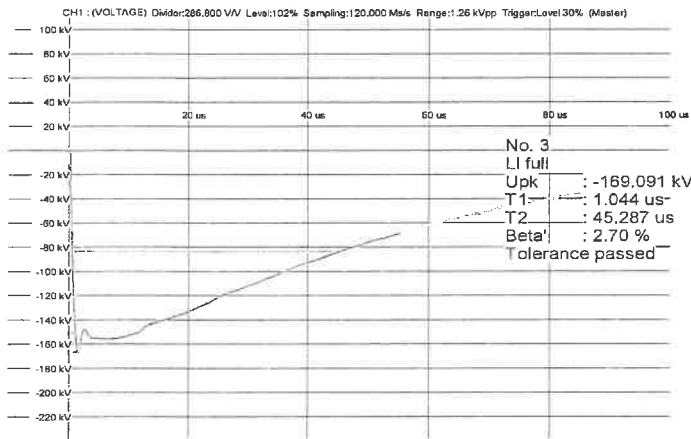 CH1 : (VOLTAGE) Divider:286.800 V/V Level:102% Sampling:120.000 Ms/s Range:1.26 kVpp Trigger:Level 30% (Master)
100 kV
80 kV
60 kV
40 kV
20 us 40 us 60 us 80 us 100 us
20 kV
-20 kV
-40 kV
-60 kV
-80 kV
-100 kV
-120 kV
-140 kV
-160 kV
-180 kV
-200 kV
-220 kV
No. 3
LI full
Upk : -169.091 kV
T1 : 1.044 us
T2 : 45.287 us
Beta' : 2.70 %
Tolerance passed